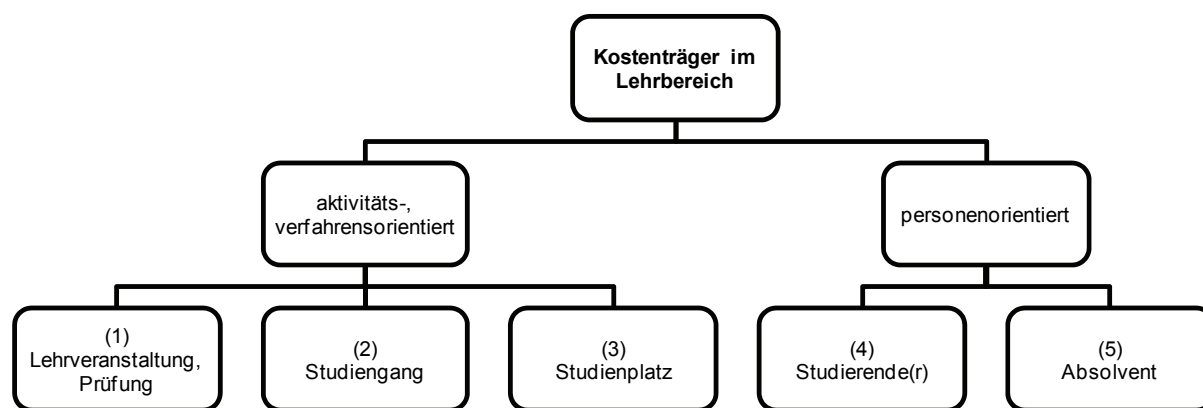 Kostenträger im
Lehrbereich
aktivitäts-,
verfahrensorientiert
personenorientiert
(1)
Lehrveranstaltung,
Prüfung
(2)
Studiengang
(3)
Studienplatz
(4)
Studierende(r)
(5)
Absolvent